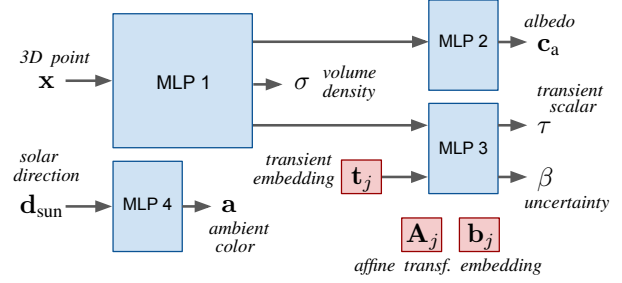 3D point
x
MLP 1
σ volume
density
MLP 2
albedo
c_a
transient
scalar
MLP 3
τ
β
uncertainty
transient
embedding
t_j
solar
direction
d_sun
MLP 4
a
ambient
color
A_j b_j
affine transf. embedding